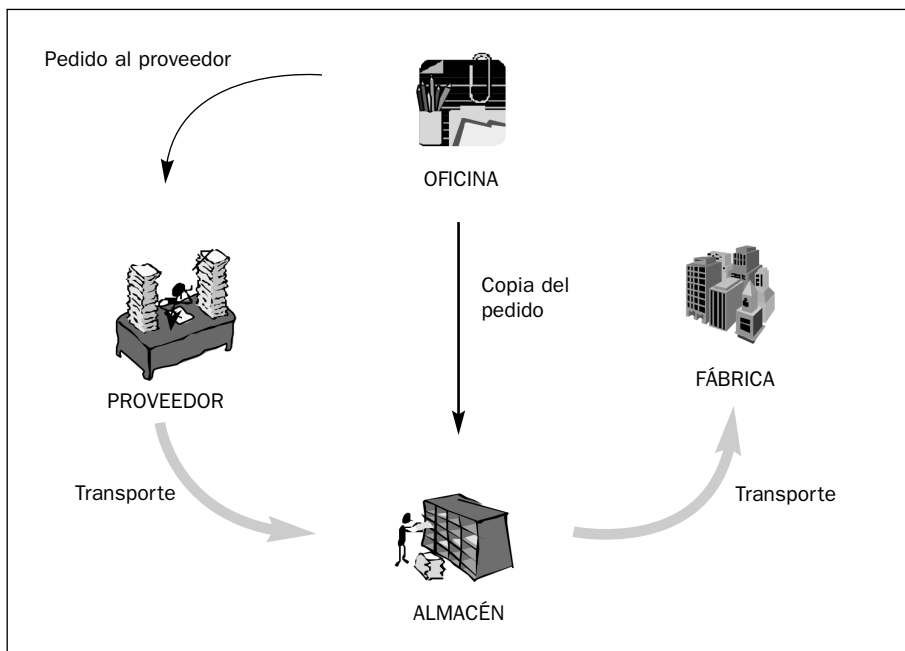 Pedido al proveedor
OFICINA
Copia del
pedido
PROVEEDOR
FÁBRICA
Transporte
Transporte
ALMACÉN